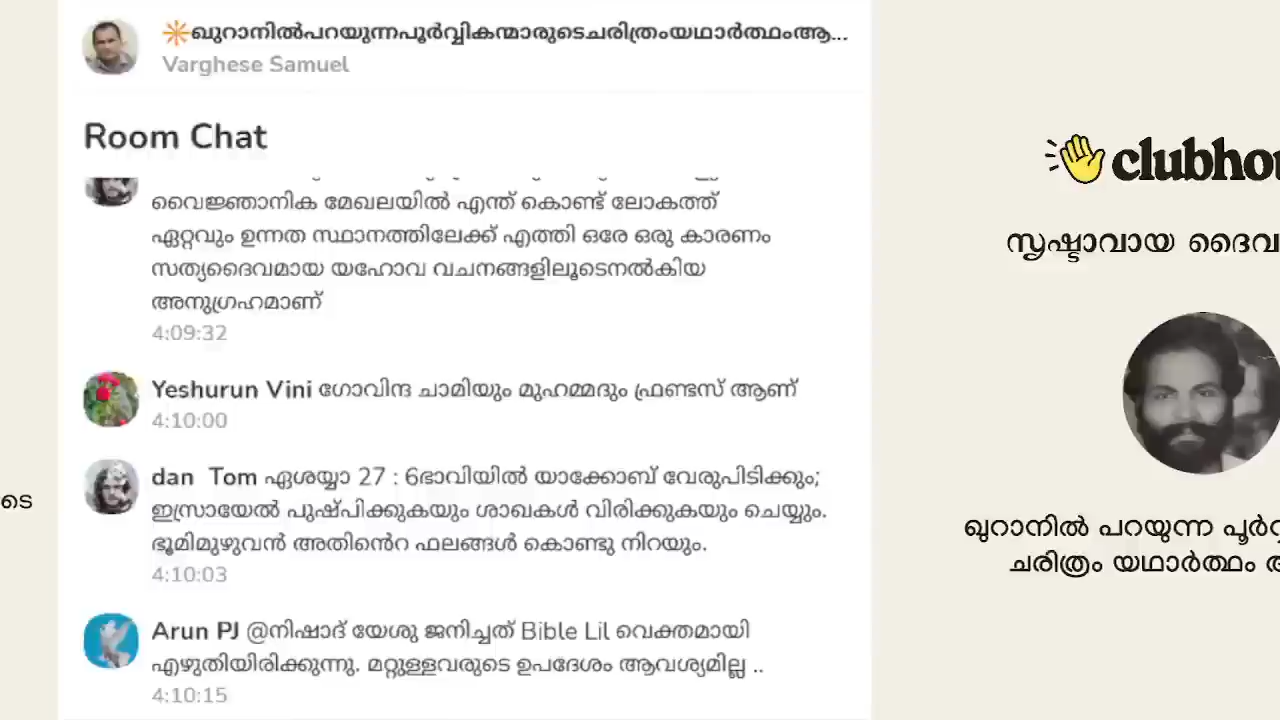 ✳️ഖുറാനിൽപറയുന്നപൂർവ്വികന്മാരുടെചരിത്രംയഥാർത്ഥംആ...
Varghese Samuel
Room Chat
വൈജ്ഞാനിക മേഖലയിൽ എന്ത് കൊണ്ട് ലോകത്ത്
ഏറ്റവും ഉന്നത സ്ഥാനത്തിലേക്ക് എത്തി ഒരേ ഒരു കാരണം
സത്യദൈവമായ യഹോവ വചനങ്ങളിലൂടെനൽകിയ
അനുഗ്രഹമാണ്
4:09:32
Yeshurun Vini ഗോവിന്ദ ചാമിയും മുഹമ്മദും ഫ്രണ്ടസ് ആണ്
4:10:00
dan Tom ഏശയ്യാ 27 : 6ഭാവിയിൽ യാക്കോബ് വേരുപിടിക്കും;
ഇസ്രായേൽ പുഷ്പിക്കുകയും ശാഖകൾ വിരിക്കുകയും ചെയ്യും.
ഭൂമിമുഴുവൻ അതിൻെറ ഫലങ്ങൾ കൊണ്ടു നിറയും.
4:10:03
Arun PJ @നിഷാദ് യേശു ജനിച്ചത് Bible Lil വെക്തമായി
എഴുതിയിരിക്കുന്നു. മറ്റുള്ളവരുടെ ഉപദേശം ആവശ്യമില്ല ..
4:10:15
ടെ
clubhou
സൃഷ്ടാവായ ദൈവ
ഖുറാനിൽ പറയുന്ന പൂർവ്
ചരിത്രം യഥാർത്ഥം ആ